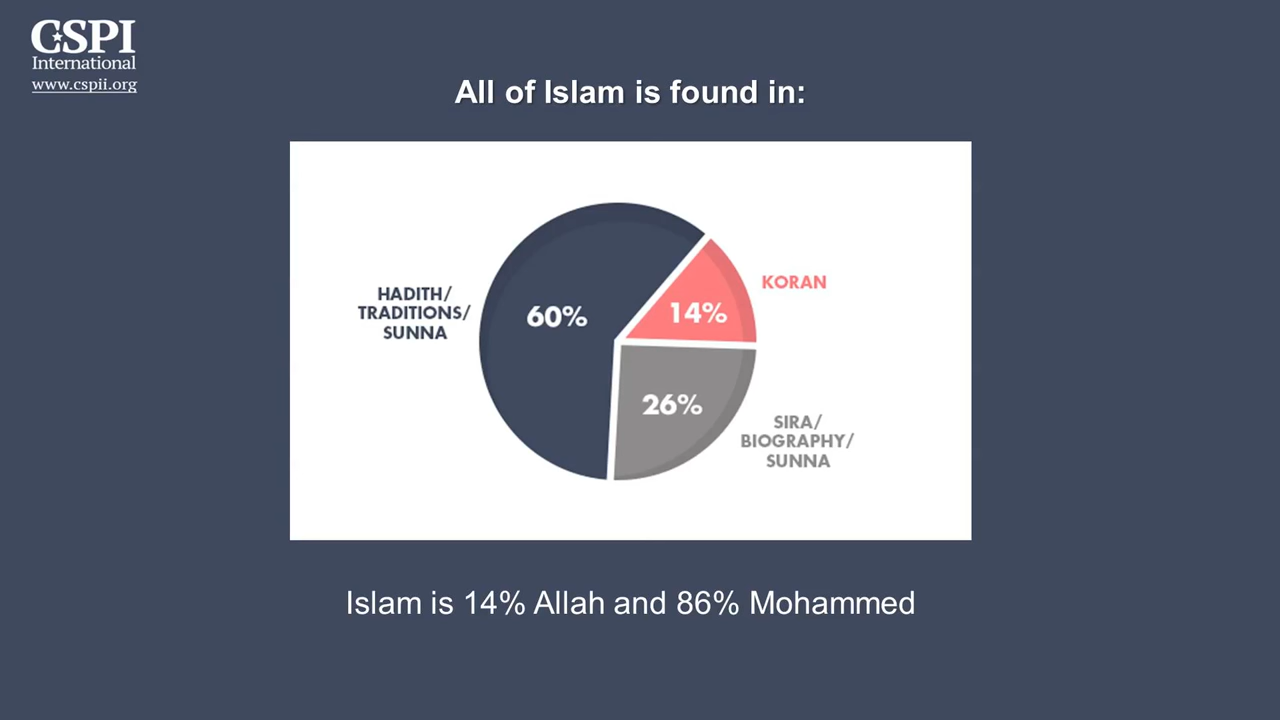 CSPI
International
www.cspii.org
All of Islam is found in:
HADITH/
TRADITIONS/
SUNNA
60%
KORAN
14%
26%
SIRA/
BIOGRAPHY/
SUNNA
Islam is 14% Allah and 86% Mohammed